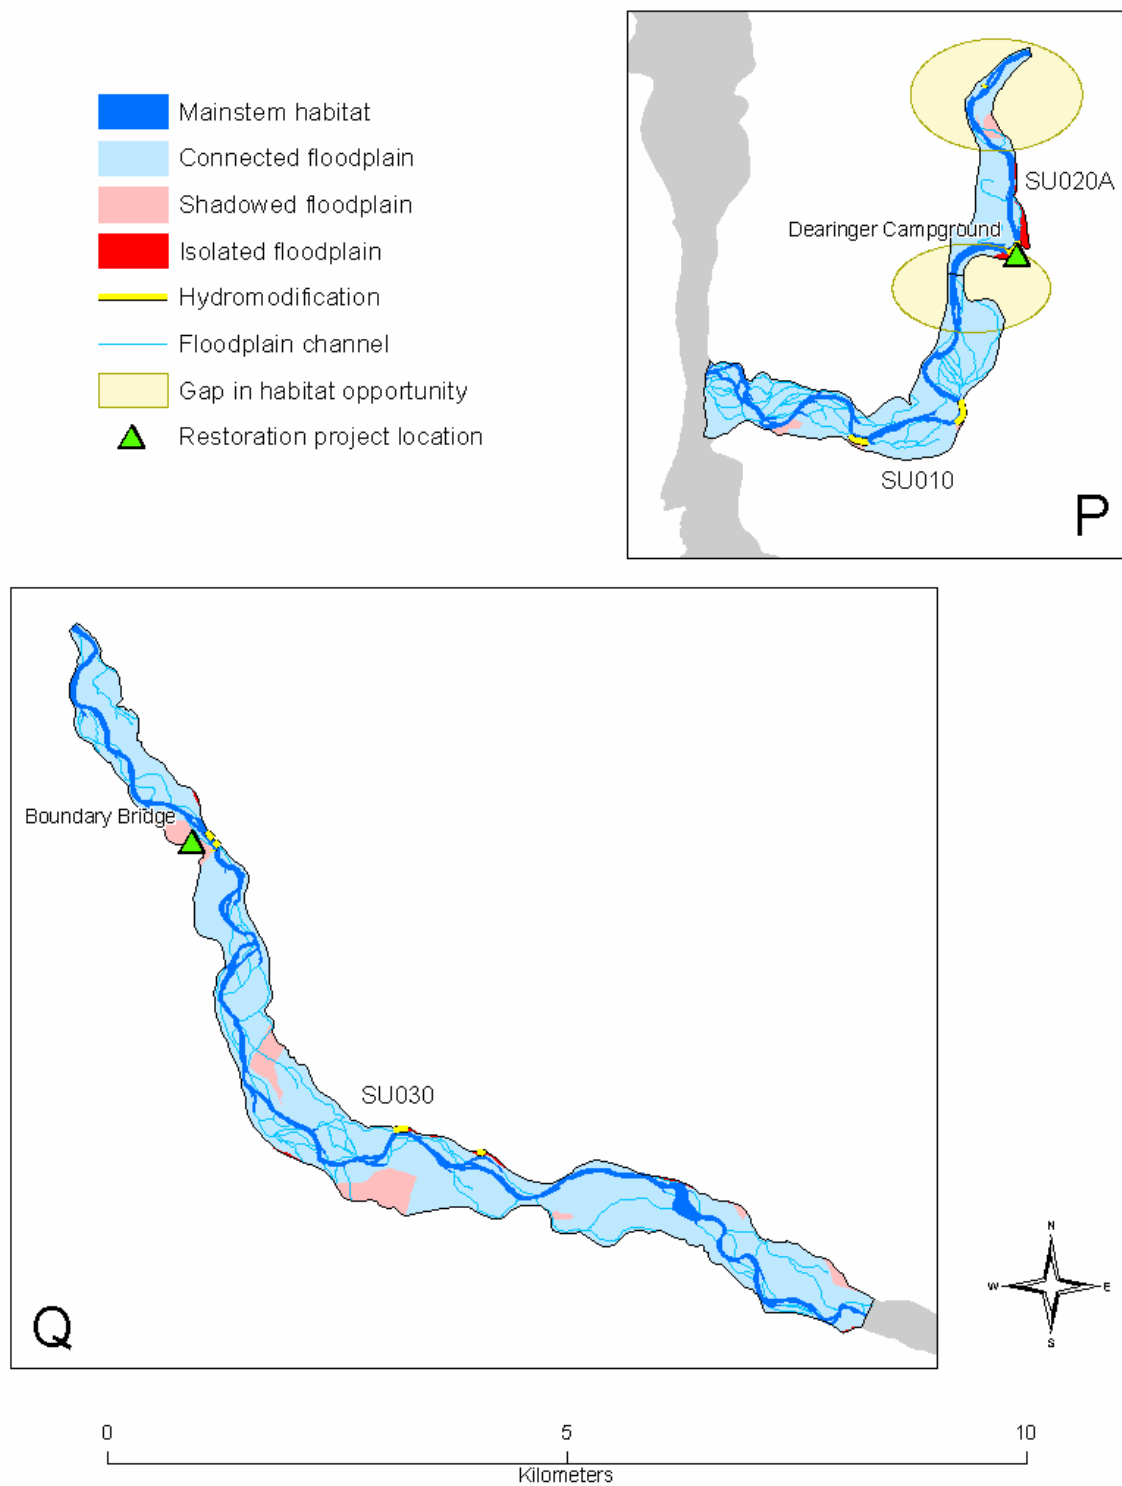 Mainstem habitat
Connected floodplain
Shadowed floodplain
Isolated floodplain
Hydromodification
Floodplain channel
Gap in habitat opportunity
Restoration project location
SU020A
Dearinger Campground
SU010
P
Boundary Bridge
SU030
Q
N
W E
S
0 5 10
Kilometers